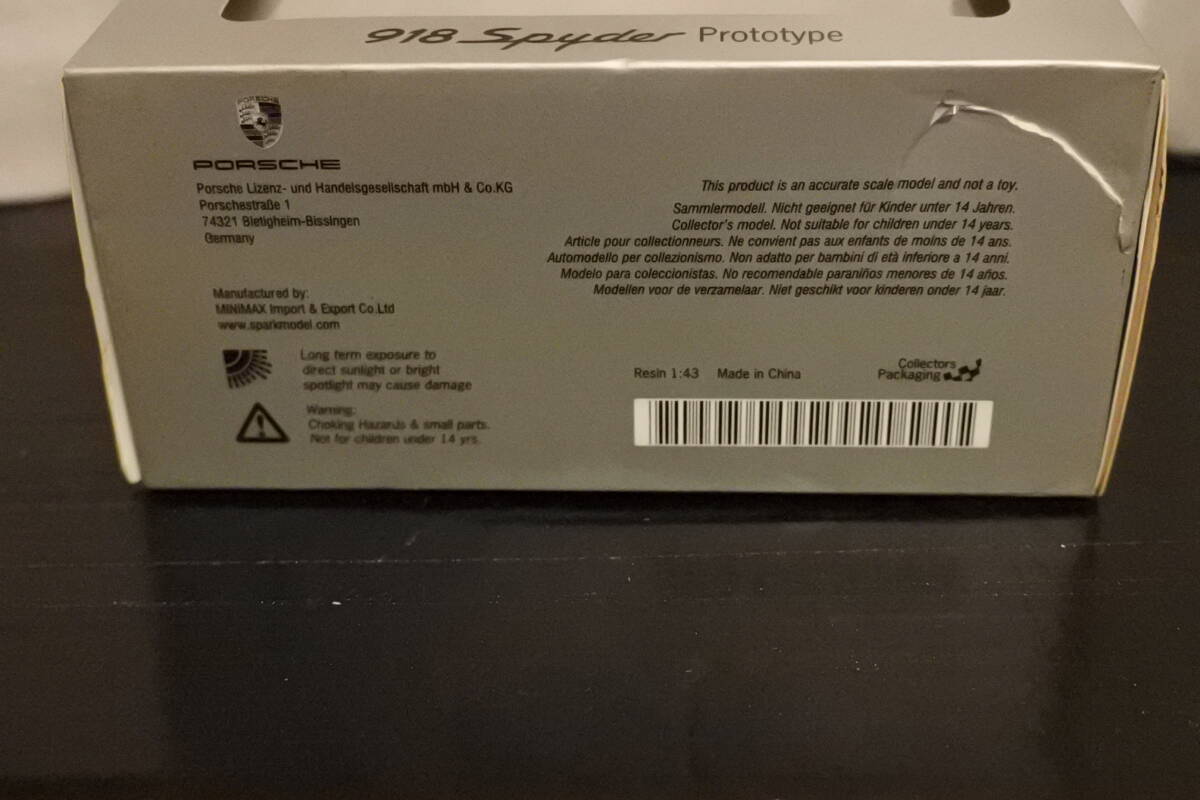 918 Spyder Prototype
PORSCHE
PORSCHE
Porsche Lizenz- und Handelsgesellschaft mbH & Co.KG
Porschestraße 1
74321 Bietigheim-Bissingen
Germany
Manufactured by:
MINIMAX Import & Export Co.Ltd
www.sparkmodel.com
Long term exposure to
direct sunlight or bright
spotlight may cause damage
Warning:
Choking Hazards & small parts.
Not for children under 14 yrs.
This product is an accurate scale model and not a toy.
Sammlermodell. Nicht geeignet für Kinder unter 14 Jahren.
Collector's model. Not suitable for children under 14 years.
Article pour collectionneurs. Ne convient pas aux enfants de moins de 14 ans.
Automodello per collezionismo. Non adatto per bambini di età inferiore a 14 anni.
Modelo para coleccionistas. No recomendable paraniños menores de 14 años.
Modellen voor de verzamelaar. Niet geschikt voor kinderen onder 14 jaar.
Resin 1:43 Made in China
Collectors
Packaging